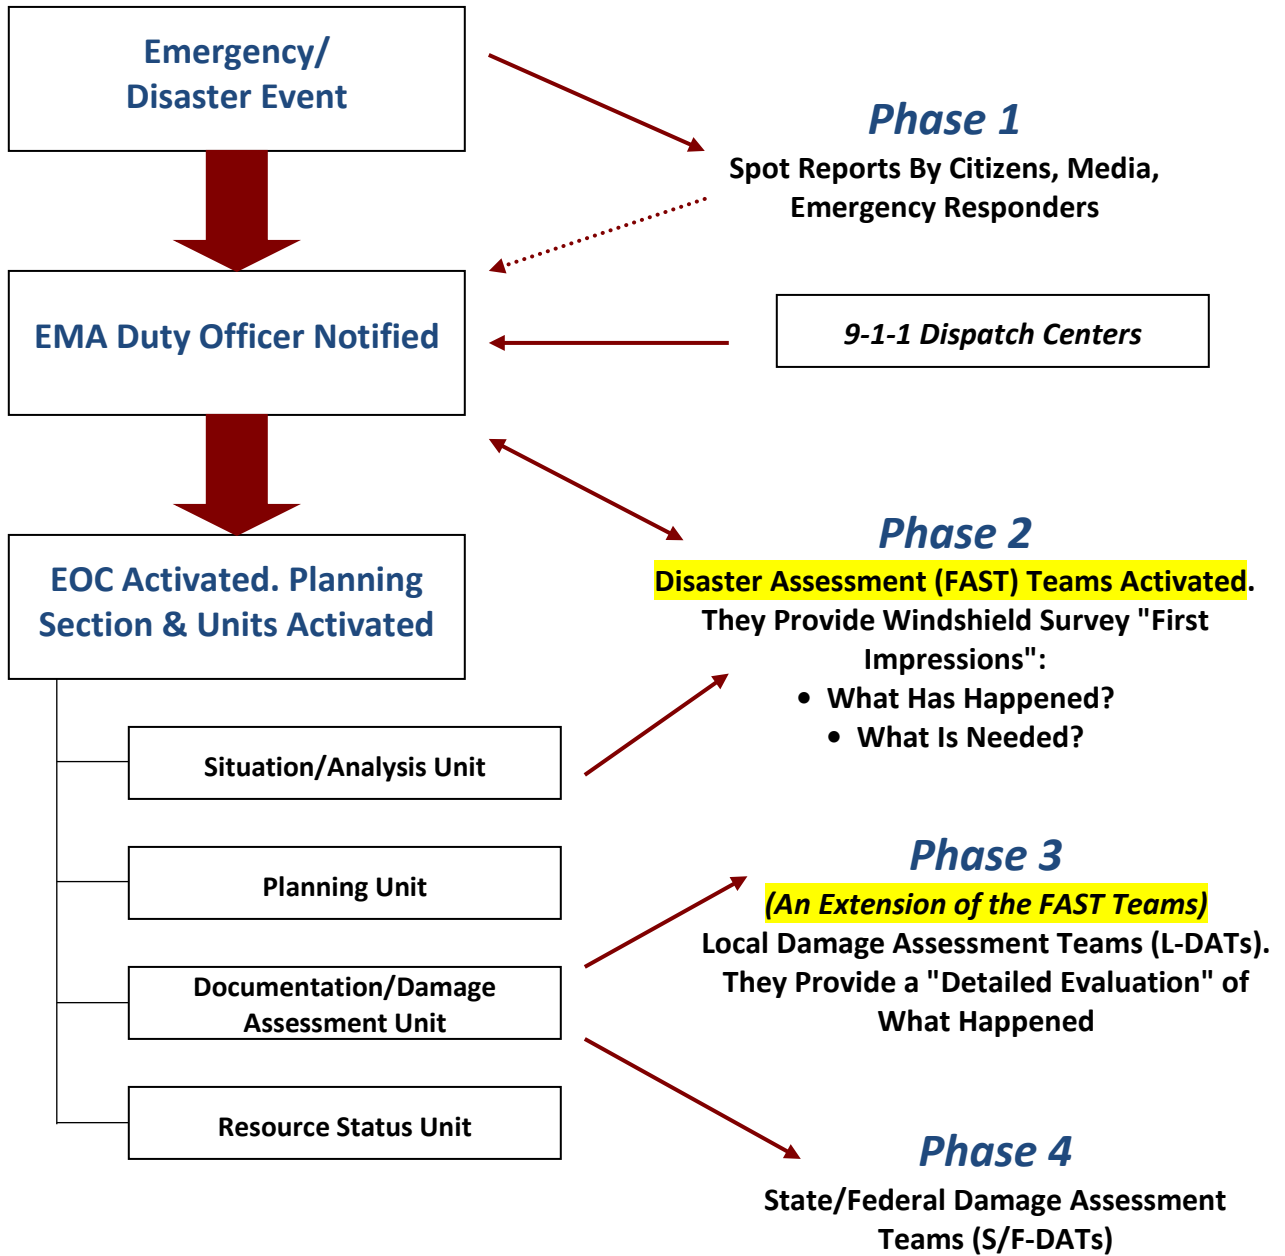 Emergency/
Disaster Event
Phase 1
Spot Reports By Citizens, Media,
Emergency Responders
EMA Duty Officer Notified
9-1-1 Dispatch Centers
EOC Activated. Planning
Section & Units Activated
Phase 2
Disaster Assessment (FAST) Teams Activated.
They Provide Windshield Survey "First
Impressions":
• What Has Happened?
• What Is Needed?
Situation/Analysis Unit
Planning Unit
Phase 3
(An Extension of the FAST Teams)
Local Damage Assessment Teams (L-DATs).
They Provide a "Detailed Evaluation" of
What Happened
Documentation/Damage
Assessment Unit
Resource Status Unit
Phase 4
State/Federal Damage Assessment
Teams (S/F-DATs)